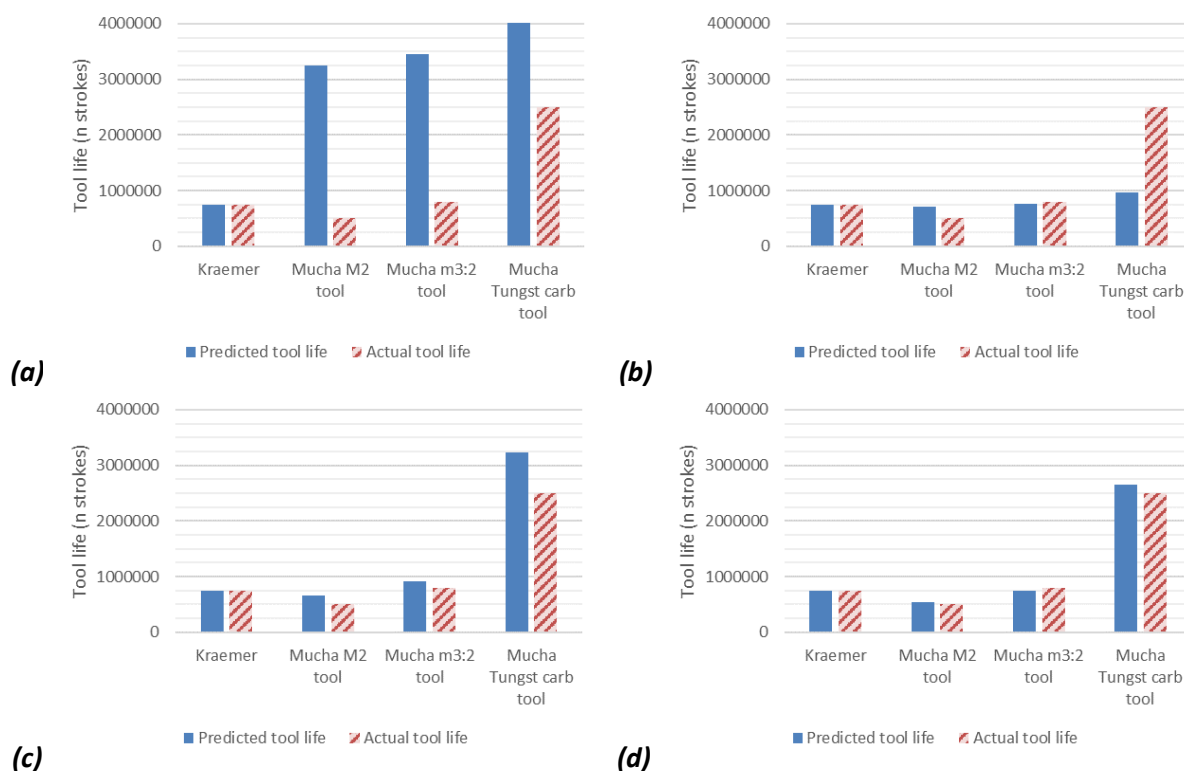 4000000
3000000
2000000
1000000
0
Tool life (n strokes)
Kraemer
Mucha M2
tool
Mucha m3:2
tool
Mucha
Tungst carb
tool
Predicted tool life
Actual tool life
(a)
4000000
3000000
2000000
1000000
0
Tool life (n strokes)
Kraemer
Mucha M2
tool
Mucha m3:2
tool
Mucha
Tungst carb
tool
Predicted tool life
Actual tool life
(b)
4000000
3000000
2000000
1000000
0
Tool life (n strokes)
Kraemer
Mucha M2
tool
Mucha m3:2
tool
Mucha
Tungst carb
tool
Predicted tool life
Actual tool life
(c)
4000000
3000000
2000000
1000000
0
Tool life (n strokes)
Kraemer
Mucha M2
tool
Mucha m3:2
tool
Mucha
Tungst carb
tool
Predicted tool life
Actual tool life
(d)